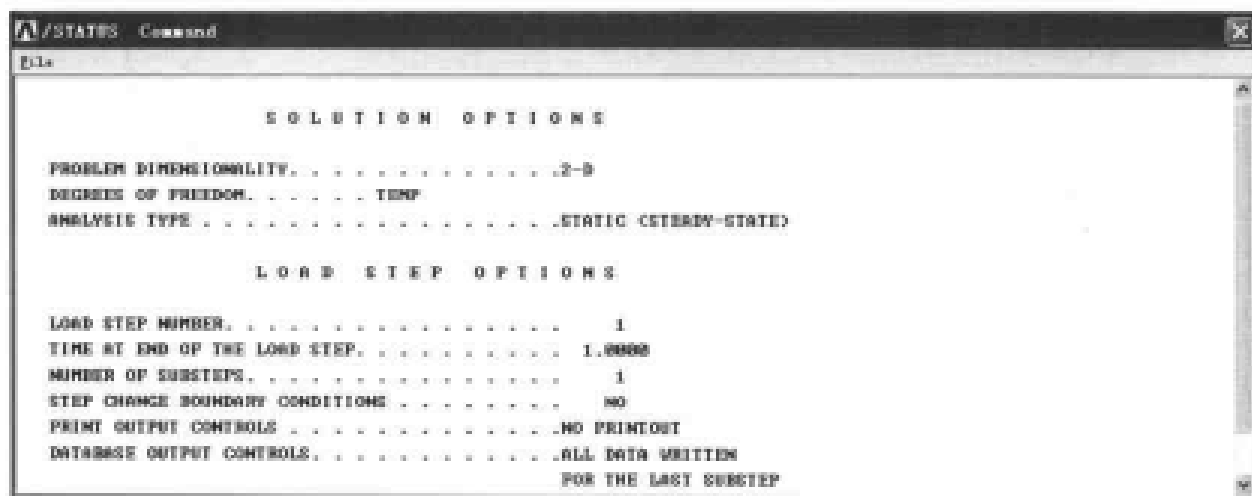 /STATUS Command
File
S O L U T I O N O P T I O N S
PROBLEM DIMENSIONALITY. . . . . . . . . . . . .2-D
DEGREES OF FREEDOM. . . . . . TEMP
ANALYSIS TYPE . . . . . . . . . . . . . . . . .STATIC (STEADY-STATE)
L O A D S T E P O P T I O N S
LOAD STEP NUMBER. . . . . . . . . . . . . . . . 1
TIME AT END OF THE LOAD STEP. . . . . . . . . . 1.0000
NUMBER OF SUBSTEPS. . . . . . . . . . . . . . . 1
STEP CHANGE BOUNDARY CONDITIONS . . . . . . . . NO
PRINT OUTPUT CONTROLS . . . . . . . . . . . . .NO PRINTOUT
DATABASE OUTPUT CONTROLS. . . . . . . . . . . .ALL DATA WRITTEN
FOR THE LAST SUBSTEP